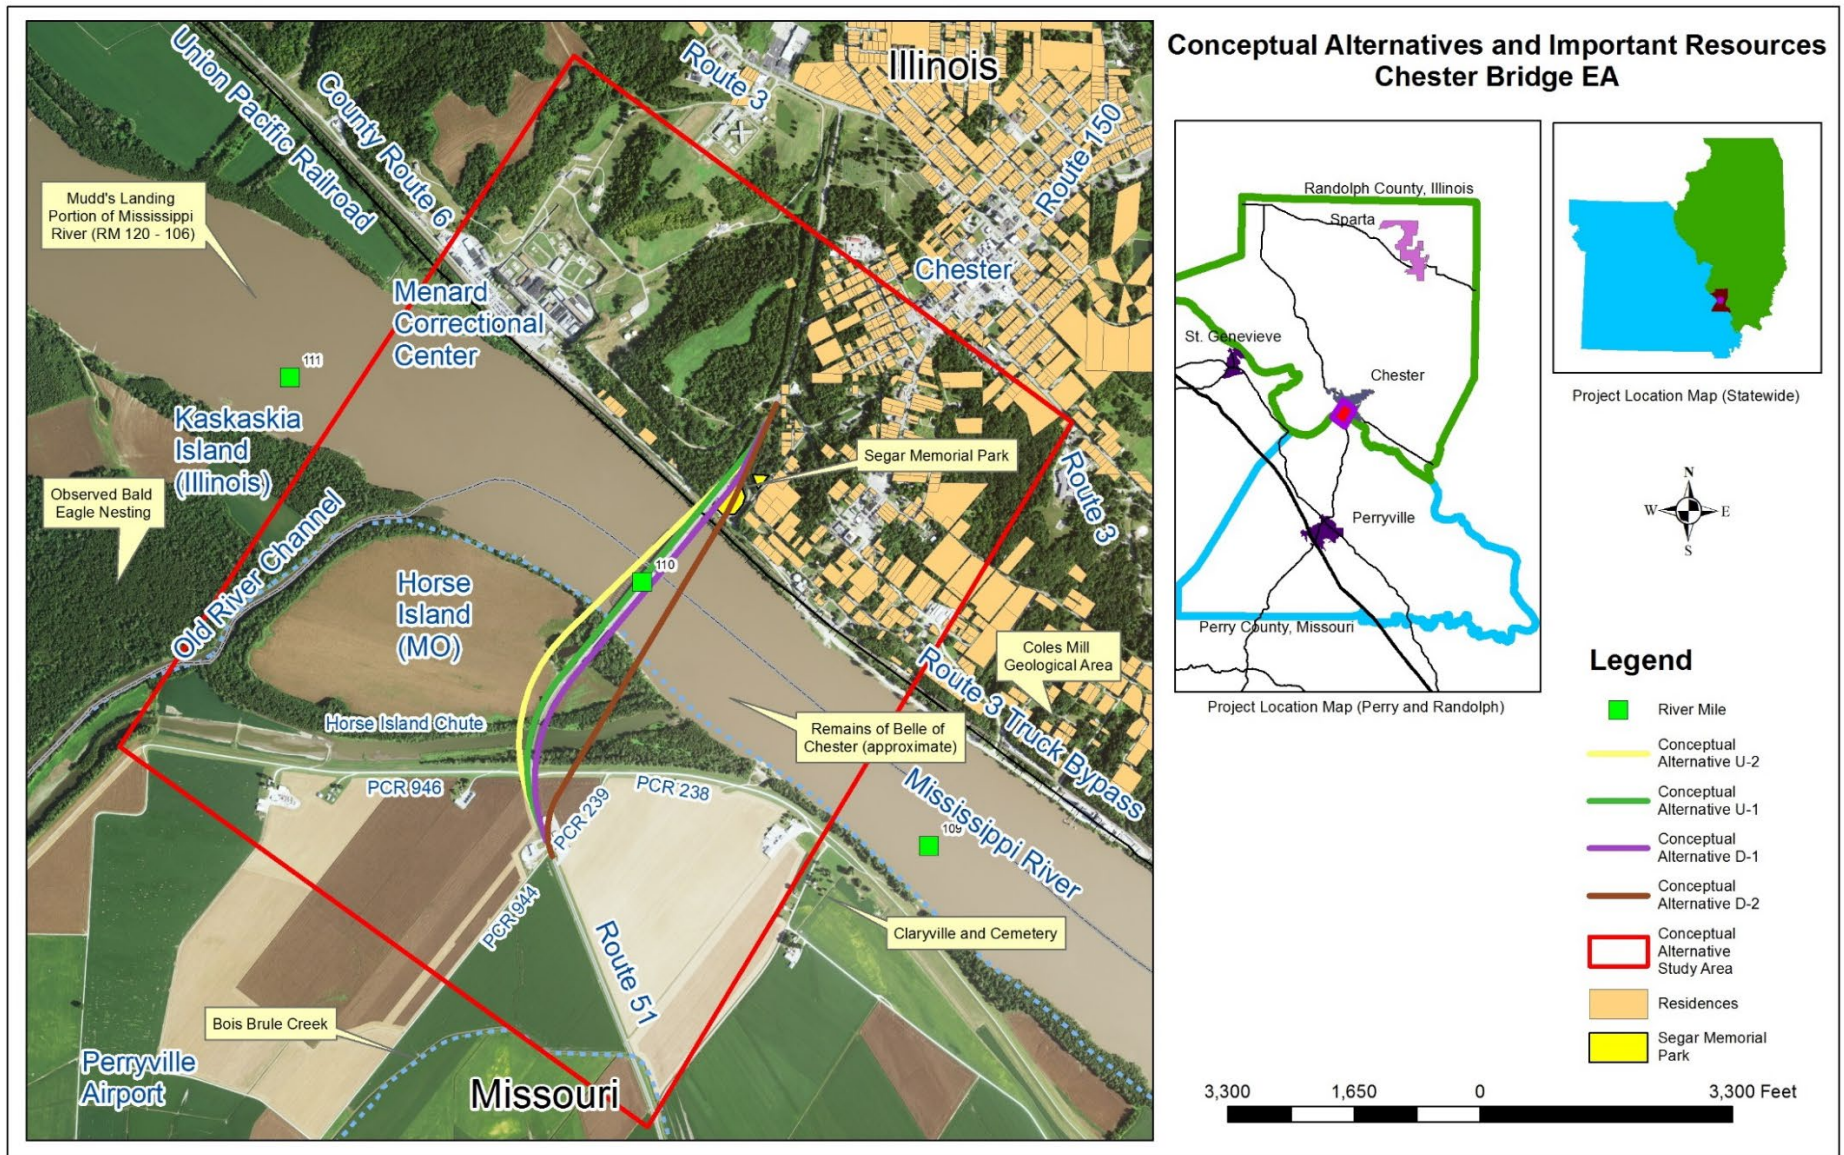 Conceptual Alternatives and Important Resources
Chester Bridge EA
Illinois
Route 3
Union Pacific Railroad
County Route 6
Route 150
Mudd's Landing
Portion of Mississippi
River (RM 120 - 106)
Menard
Correctional
Center
Chester
111
Kaskaskia
Island
(Illinois)
Segar Memorial Park
Observed Bald
Eagle Nesting
Route 3
Old River Channel
110
Horse
Island
(MO)
Coles Mill
Geological Area
Route 3 Truck Bypass
Horse Island Chute
Remains of Belle of
Chester (approximate)
PCR 946
PCR 238
PCR 239
Mississippi River
109
PCR 944
Claryville and Cemetery
Route 51
Bois Brule Creek
Perryville
Airport
Missouri
Randolph County, Illinois
Sparta
St. Genevieve
Chester
Perryville
Perry County, Missouri
Project Location Map (Perry and Randolph)
Project Location Map (Statewide)
N
W E
S
Legend
River Mile
Conceptual
Alternative U-2
Conceptual
Alternative U-1
Conceptual
Alternative D-1
Conceptual
Alternative D-2
Conceptual
Alternative
Study Area
Residences
Segar Memorial
Park
3,300 1,650 0 3,300 Feet